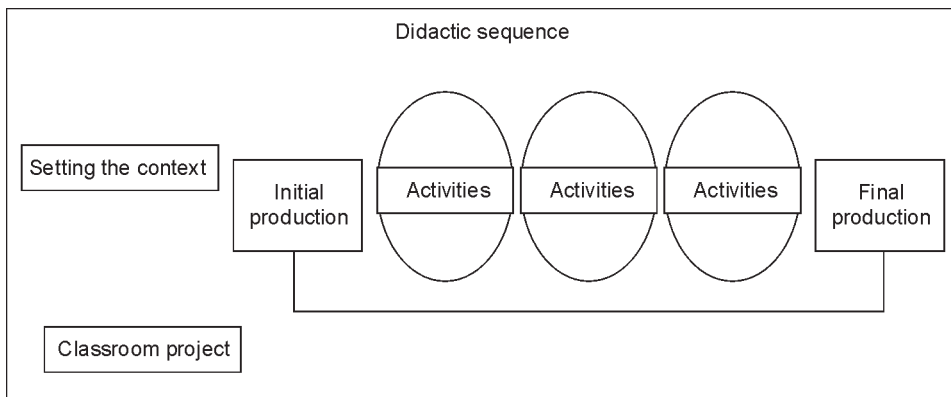 Didactic sequence
Setting the context
Initial
production
Activities
Activities
Activities
Final
production
Classroom project